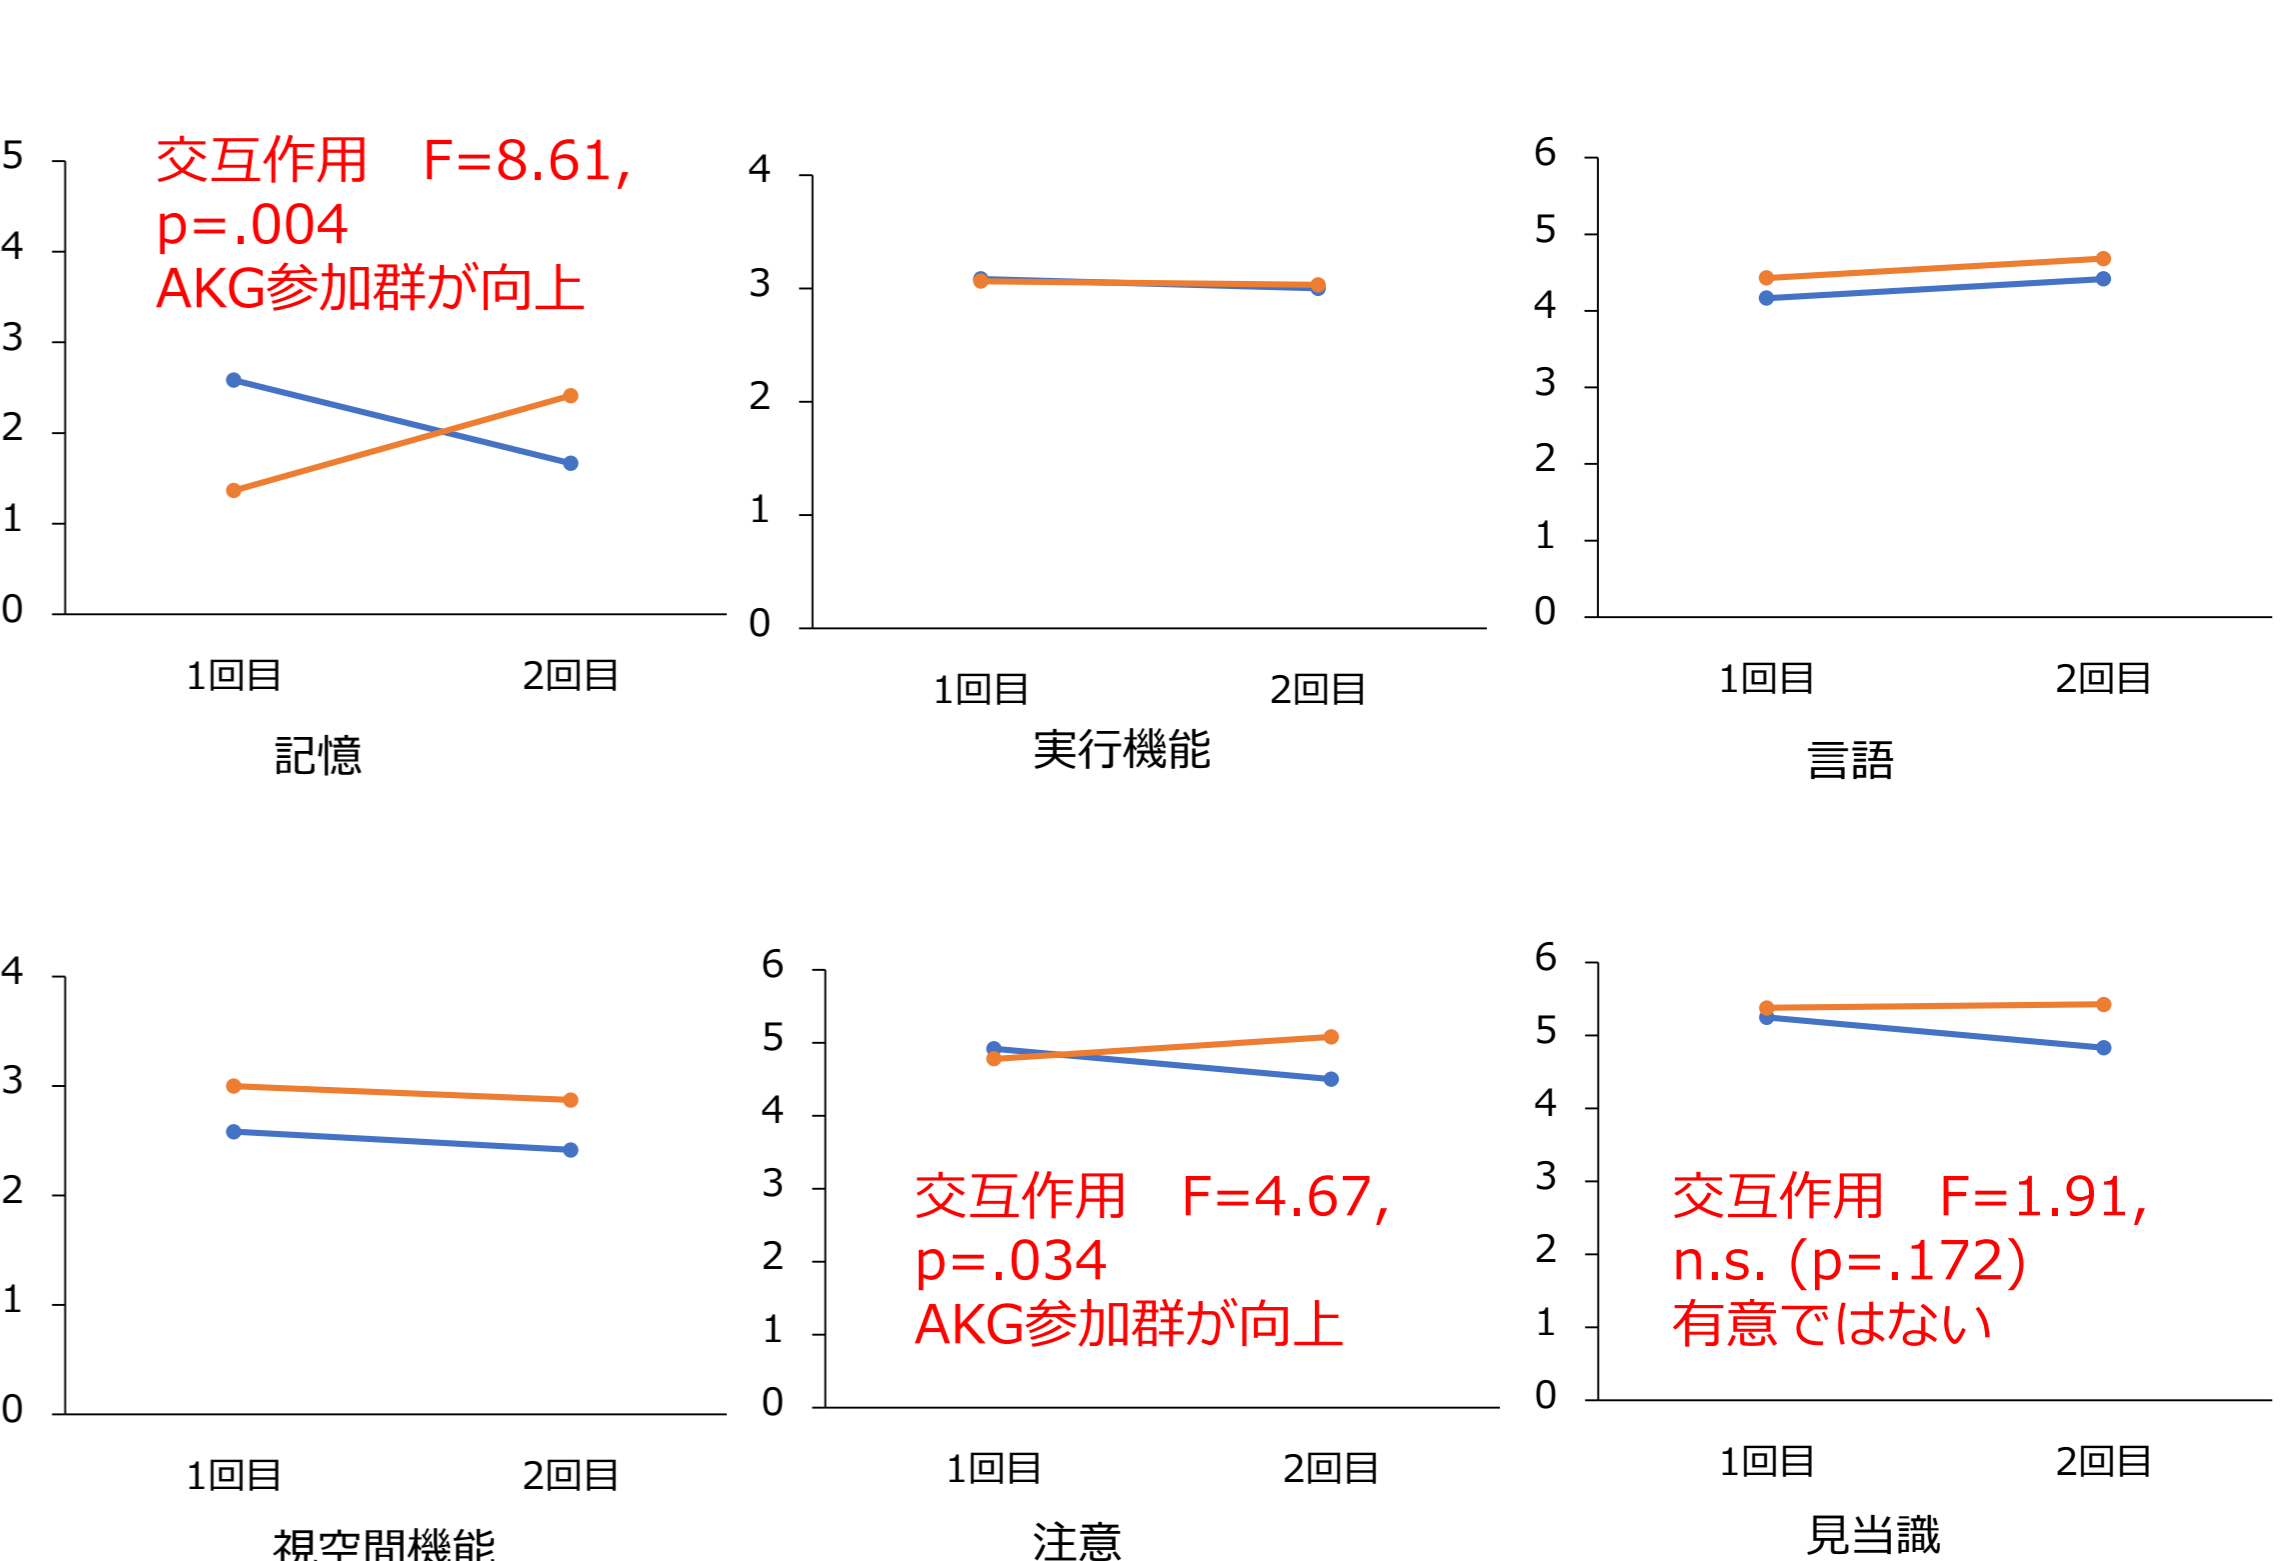 交互作用　F=8.61,
p=.004
AKG参加群が向上
5
4
3
2
1
0
1回目 2回目
記憶
4
3
2
1
0
1回目 2回目
実行機能
6
5
4
3
2
1
0
1回目 2回目
言語
4
3
2
1
0
1回目 2回目
視空間機能
6
5
4
3
2
1
0
交互作用　F=4.67,
p=.034
AKG参加群が向上
1回目 2回目
注意
6
5
4
3
2
1
0
交互作用　F=1.91,
n.s. (p=.172)
有意ではない
1回目 2回目
見当識